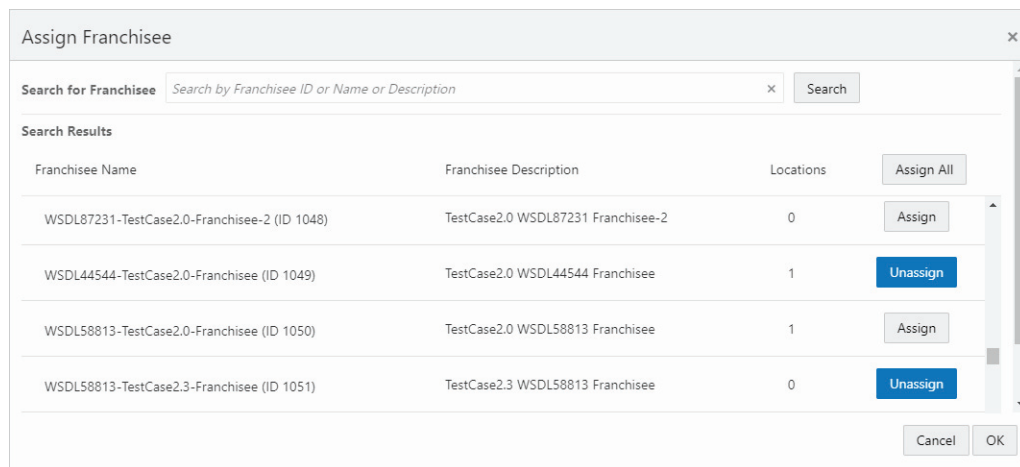 Assign Franchisee ×
Search for Franchisee Search by Franchisee ID or Name or Description × Search
Search Results
Franchisee Name Franchisee Description Locations Assign All
WSDL87231-TestCase2.0-Franchisee-2 (ID 1048) TestCase2.0 WSDL87231 Franchisee-2 0 Assign
WSDL44544-TestCase2.0-Franchisee (ID 1049) TestCase2.0 WSDL44544 Franchisee 1 Unassign
WSDL58813-TestCase2.0-Franchisee (ID 1050) TestCase2.0 WSDL58813 Franchisee 1 Assign
WSDL58813-TestCase2.3-Franchisee (ID 1051) TestCase2.3 WSDL58813 Franchisee 0 Unassign
Cancel OK